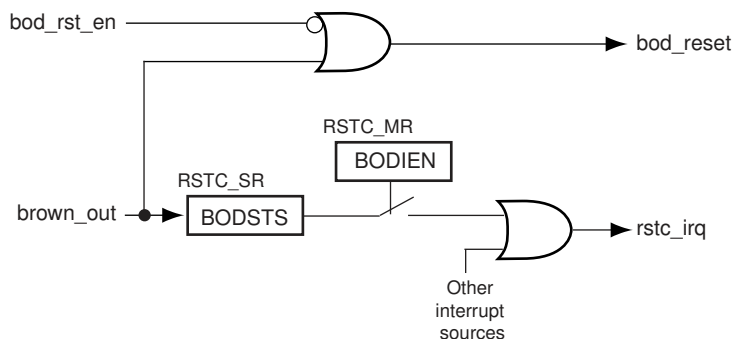 bod_rst_en
bod_reset
RSTC_MR
BODIEN
RSTC_SR
brown_out
BODSTS
rstc_irq
Other
interrupt
sources